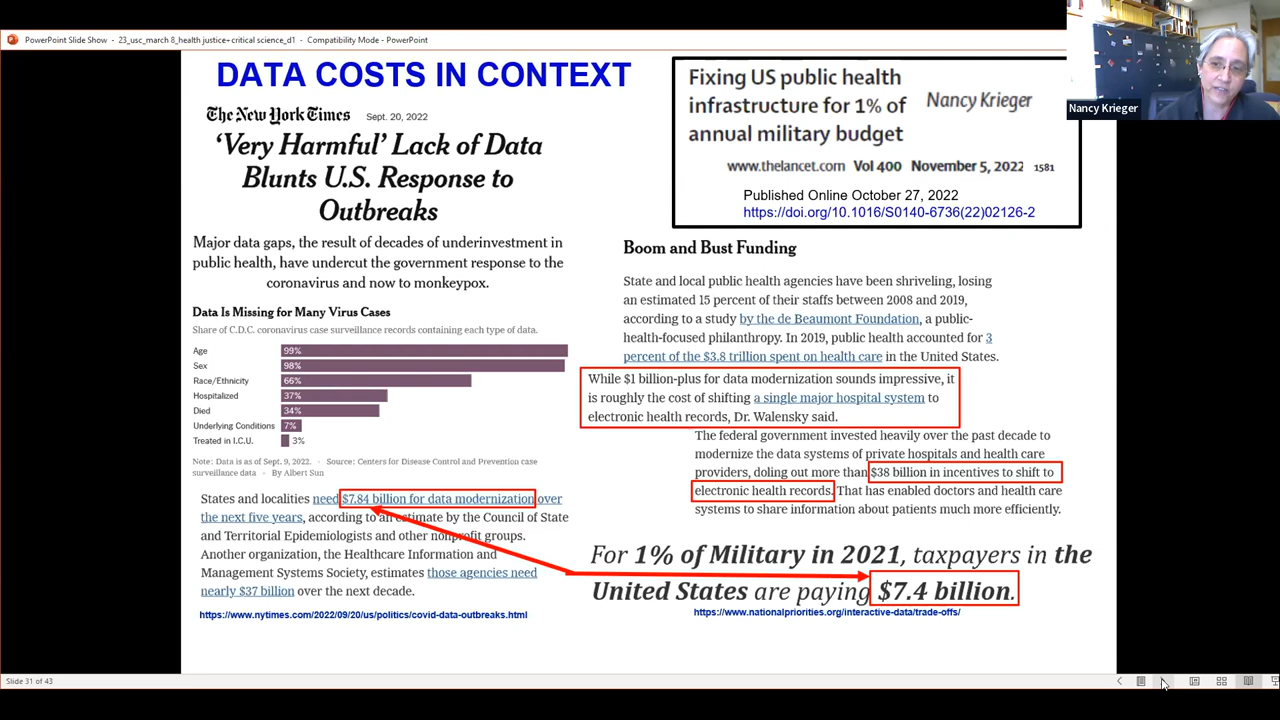 PowerPoint Slide Show - 23_usc_march 8_health justice+critical science_d1 - Compatibility Mode - PowerPoint
Nancy Krieger
DATA COSTS IN CONTEXT
The New York Times Sept. 20, 2022
‘Very Harmful’ Lack of Data
Blunts U.S. Response to
Outbreaks
Major data gaps, the result of decades of underinvestment in
public health, have undercut the government response to the
coronavirus and now to monkeypox.
Data Is Missing for Many Virus Cases
Share of C.D.C. coronavirus case surveillance records containing each type of data.
Age 99%
Sex 98%
Race/Ethnicity 66%
Hospitalized 37%
Died 34%
Underlying Conditions 7%
Treated in I.C.U. 3%
Note: Data is as of Sept. 9, 2022. · Source: Centers for Disease Control and Prevention case
surveillance data · By Albert Sun
States and localities need $7.84 billion for data modernization over
the next five years, according to an estimate by the Council of State
and Territorial Epidemiologists and other nonprofit groups.
Another organization, the Healthcare Information and
Management Systems Society, estimates those agencies need
nearly $37 billion over the next decade.
https://www.nytimes.com/2022/09/20/us/politics/covid-data-outbreaks.html
Fixing US public health
infrastructure for 1% of
annual military budget
Nancy Krieger
www.thelancet.com Vol 400 November 5, 2022 1581
Published Online October 27, 2022
https://doi.org/10.1016/S0140-6736(22)02126-2
Boom and Bust Funding
State and local public health agencies have been shriveling, losing
an estimated 15 percent of their staffs between 2008 and 2019,
according to a study by the de Beaumont Foundation, a public-
health-focused philanthropy. In 2019, public health accounted for 3
percent of the $3.8 trillion spent on health care in the United States.
While $1 billion-plus for data modernization sounds impressive, it
is roughly the cost of shifting a single major hospital system to
electronic health records, Dr. Walensky said.
The federal government invested heavily over the past decade to
modernize the data systems of private hospitals and health care
providers, doling out more than $38 billion in incentives to shift to
electronic health records. That has enabled doctors and health care
systems to share information about patients much more efficiently.
For 1% of Military in 2021, taxpayers in the
United States are paying $7.4 billion.
https://www.nationalpriorities.org/interactive-data/trade-offs/
Slide 31 of 43